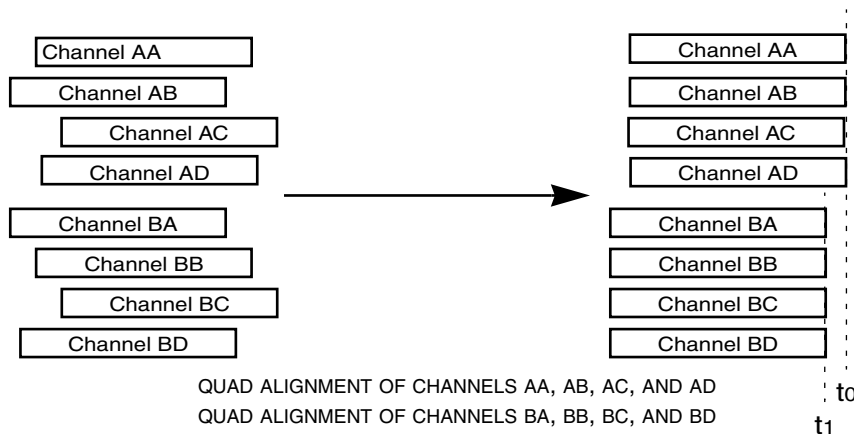 Channel AA
Channel AB
Channel AC
Channel AD
Channel BA
Channel BB
Channel BC
Channel BD
Channel AA
Channel AB
Channel AC
Channel AD
Channel BA
Channel BB
Channel BC
Channel BD
QUAD ALIGNMENT OF CHANNELS AA, AB, AC, AND AD
QUAD ALIGNMENT OF CHANNELS BA, BB, BC, AND BD
t0
t1